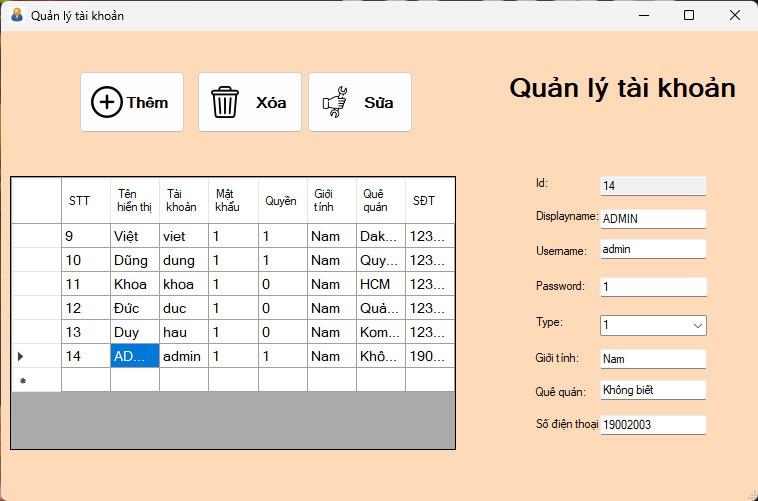 Quản lý tài khoản
Thêm Xóa Sửa
Quản lý tài khoản
STT Tên hiển thị Tài khoản Mật khẩu Quyền Giới tính Quê quán SĐT
9 Việt viet 1 1 Nam Dak... 123...
10 Dũng dung 1 1 Nam Quy... 123...
11 Khoa khoa 1 0 Nam HCM 123...
12 Đức duc 1 0 Nam Quả... 123...
13 Duy hau 1 0 Nam Kom... 123...
14 AD... admin 1 1 Nam Khô... 190...
Id: 14
Displayname: ADMIN
Username: admin
Password: 1
Type: 1
Giới tính: Nam
Quê quán: Không biết
Số điện thoại 19002003